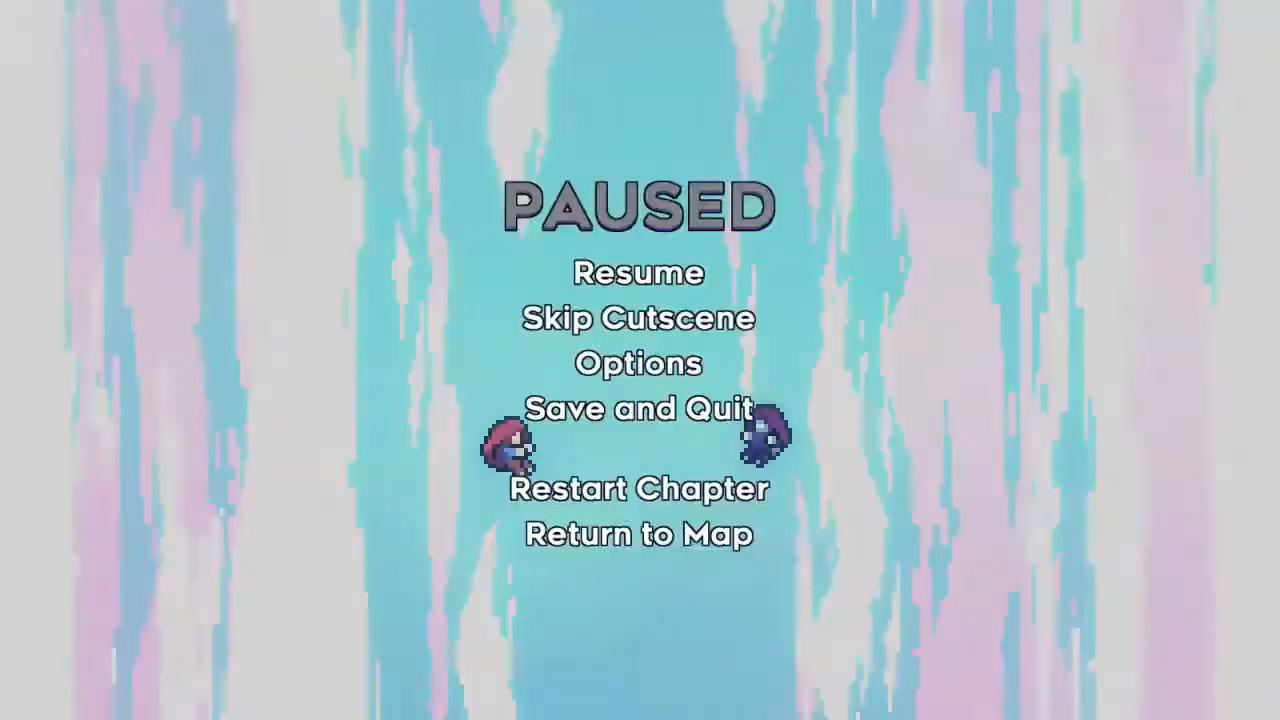 PAUSED
Resume
Skip Cutscene
Options
Save and Quit
Restart Chapter
Return to Map